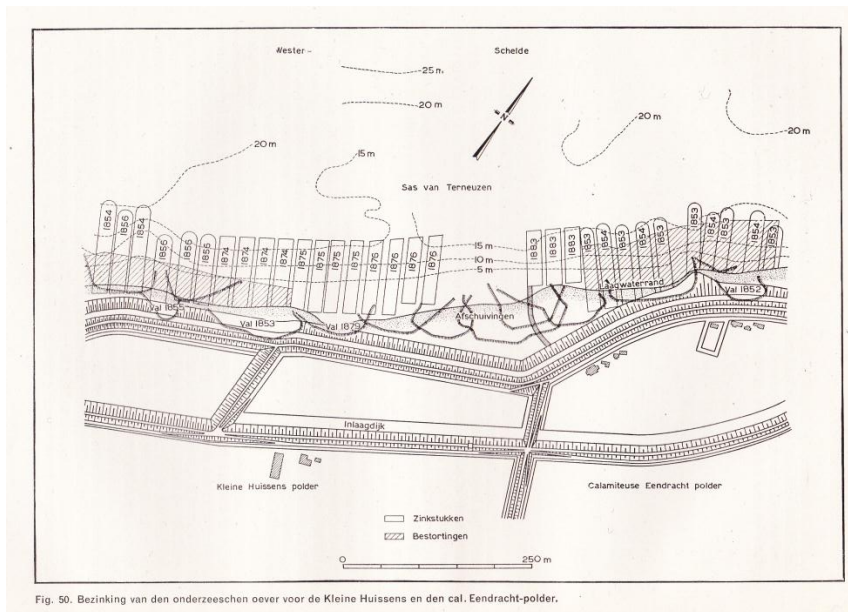 Wester - Schelde
25 m
20 m
20 m
20 m
20 m
15 m
N
Sas van Terneuzen
1854
1856
1854
1856
1856
1856
1874
1874
1874
1874
1875
1875
1875
1875
1875
1876
1876
1876
15 m
10 m
5 m
1883
1883
1883
1853
1854
1853
1854
1853
1853
1854
1853
1854
1853
Laagwaterrand
Val 1852
Val 1853
Val 1879
Afschuivingen
Inlaagdijk
Kleine Huissens polder
Calamiteuse Eendracht polder
Zinkstukken
Bestortingen
0 250 m
Fig. 50. Bezinking van den onderzeeschen oever voor de Kleine Huissens en den cal. Eendracht-polder.